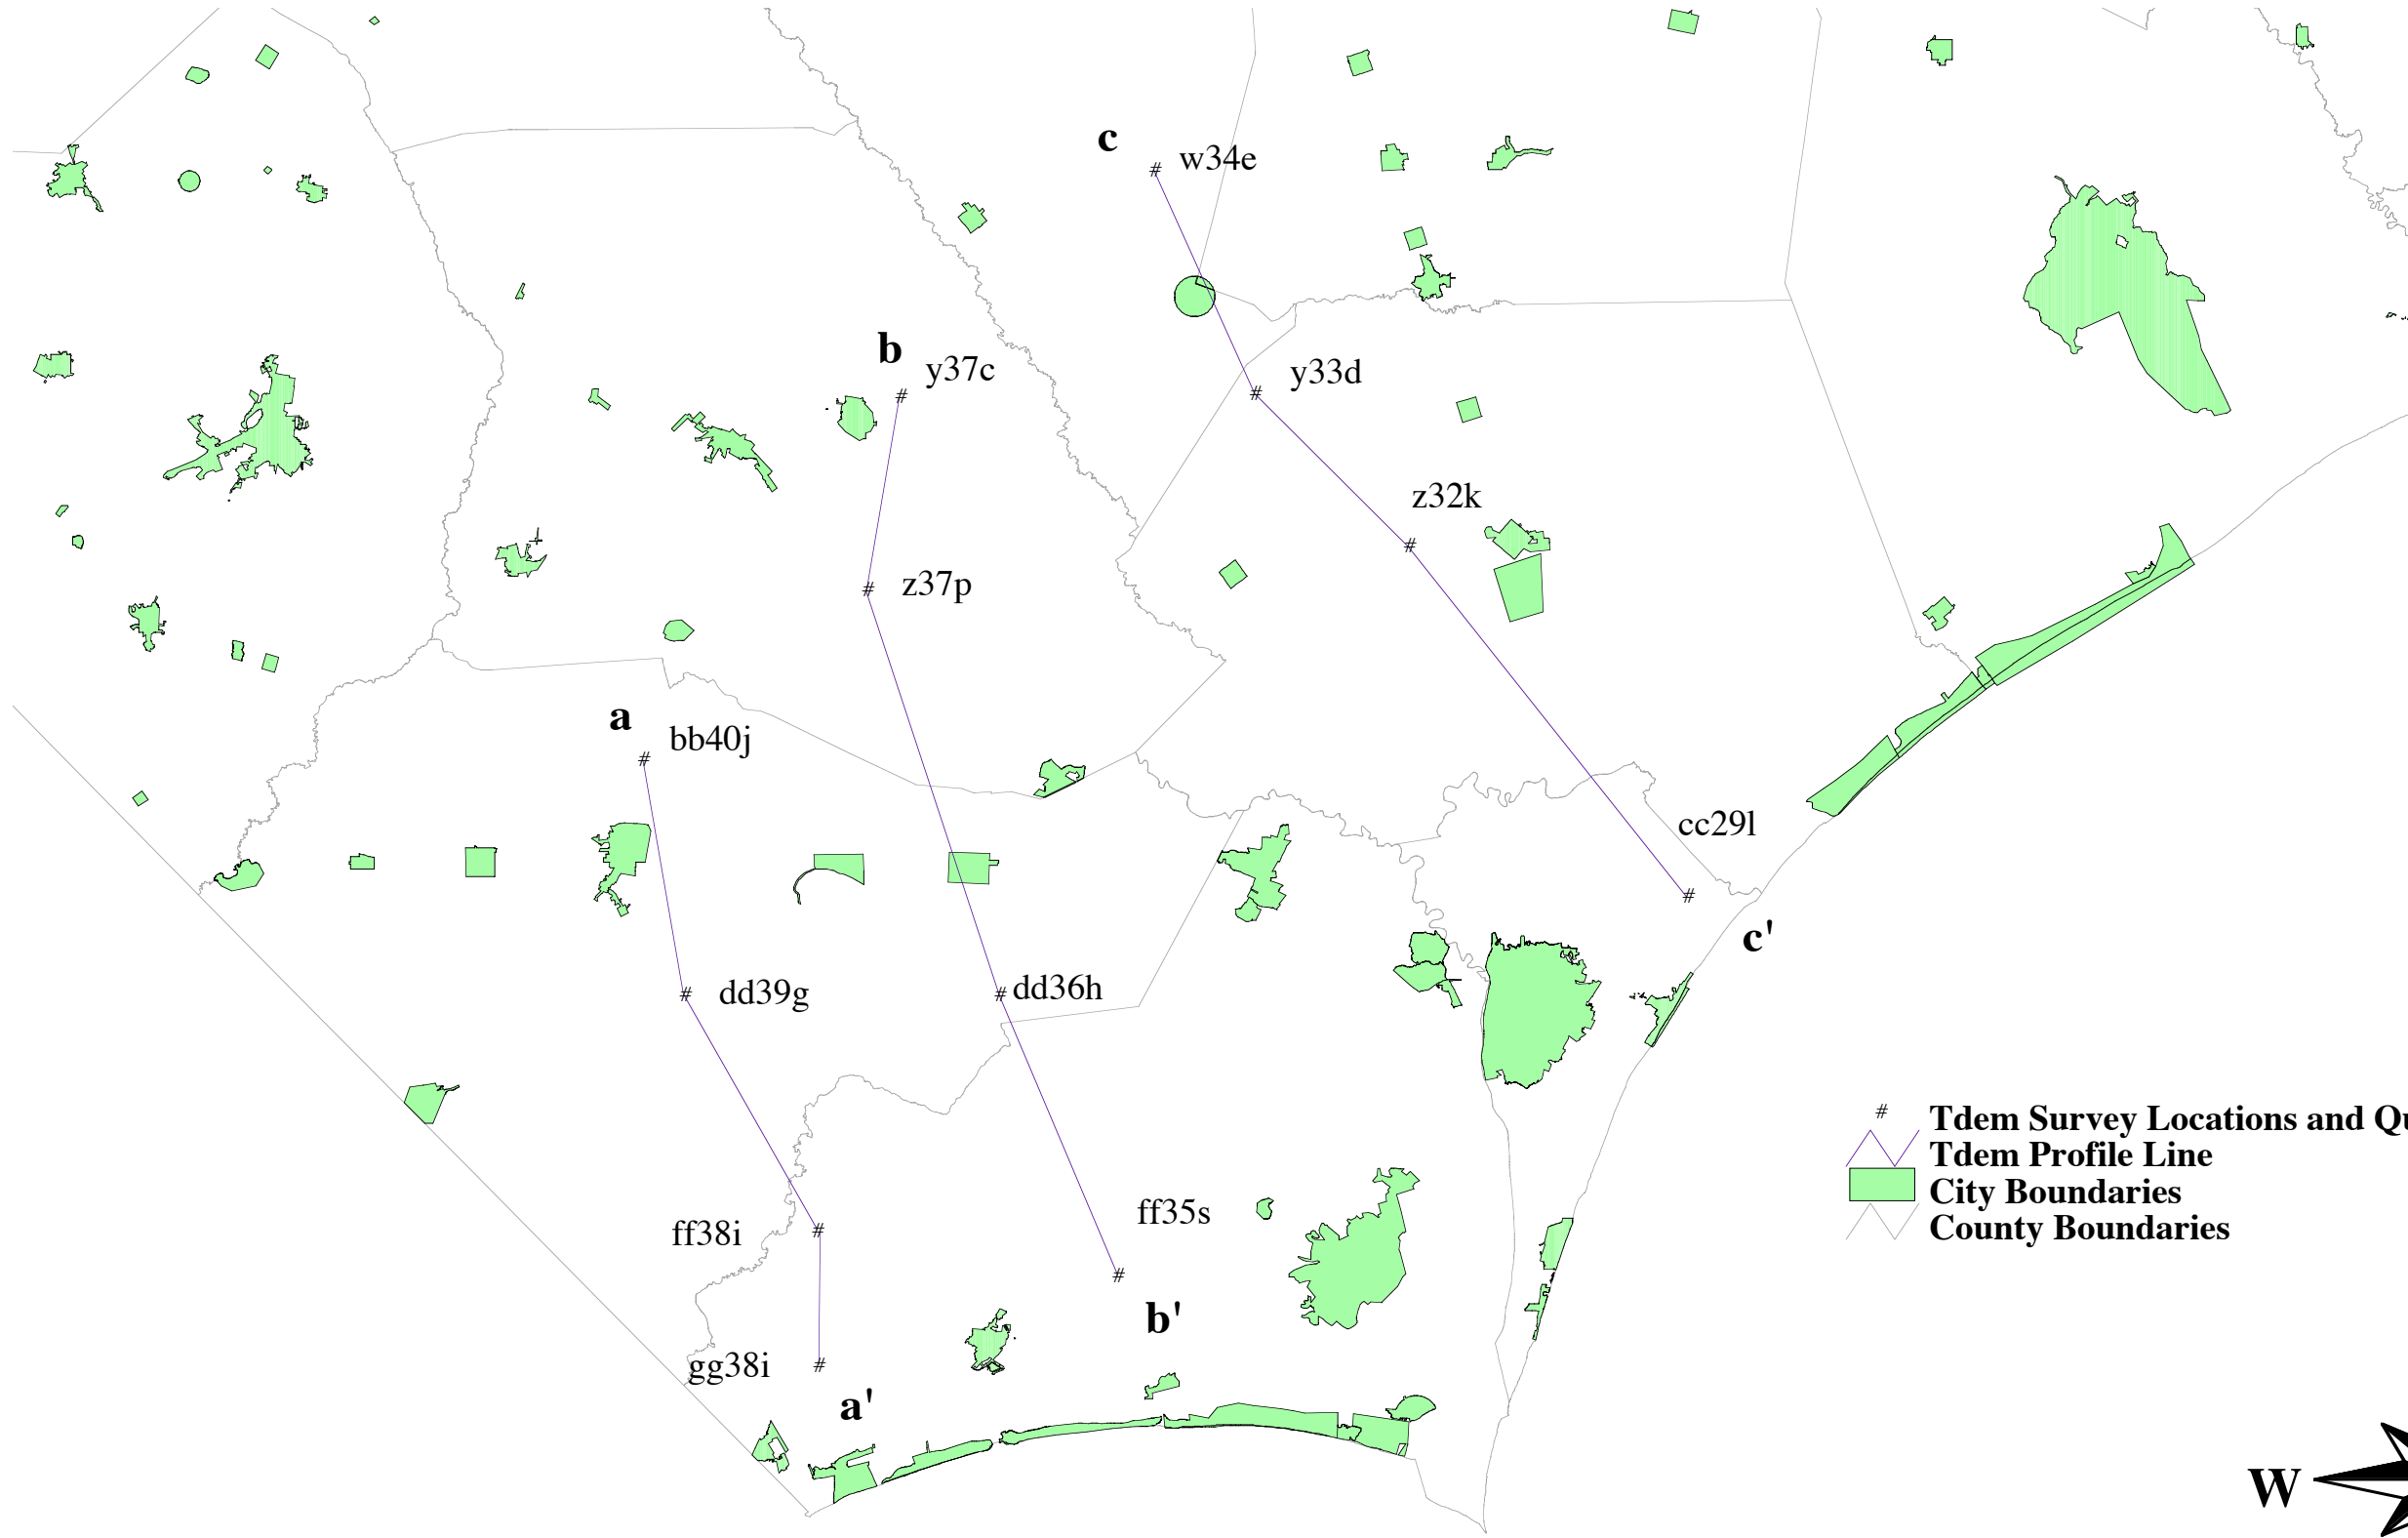 c
w34e
b
y37c
y33d
z32k
z37p
a
bb40j
cc29l
c'
dd39g
dd36h
# Tdem Survey Locations and
Tdem Profile Line
City Boundaries
County Boundaries
ff35s
ff38i
b'
gg38i
a'
W